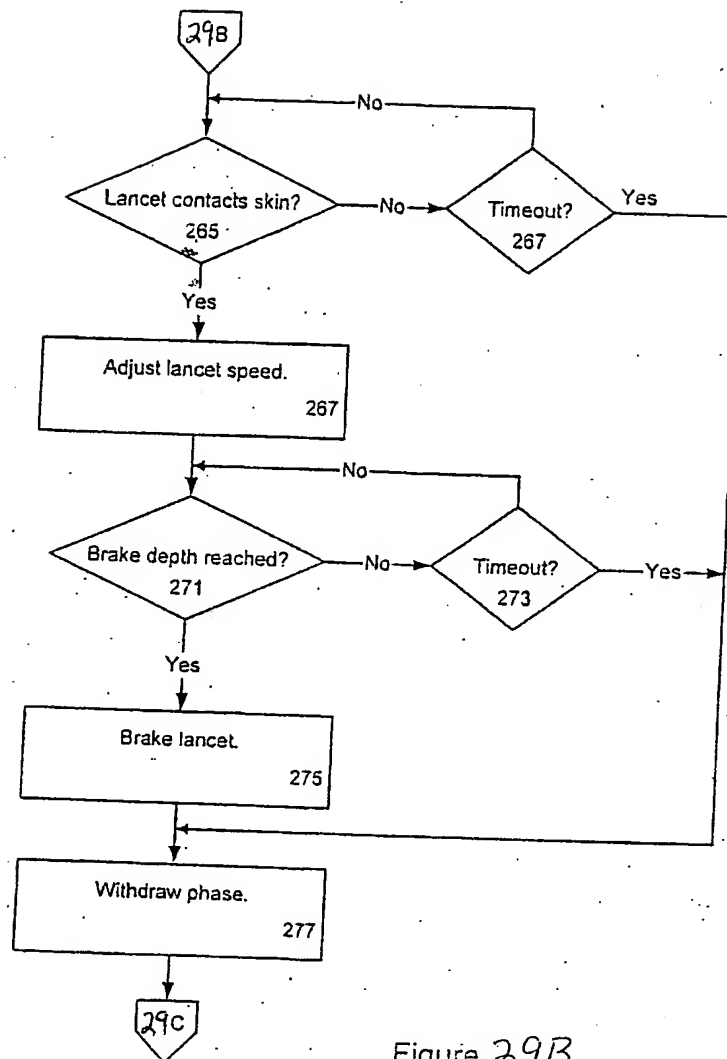 29B
No
Lancet contacts skin?
265
No
Timeout?
267
Yes
Yes
Adjust lancet speed.
267
No
Brake depth reached?
271
No
Timeout?
273
Yes
Yes
Brake lancet.
275
Withdraw phase.
277
29C
Figure 29B